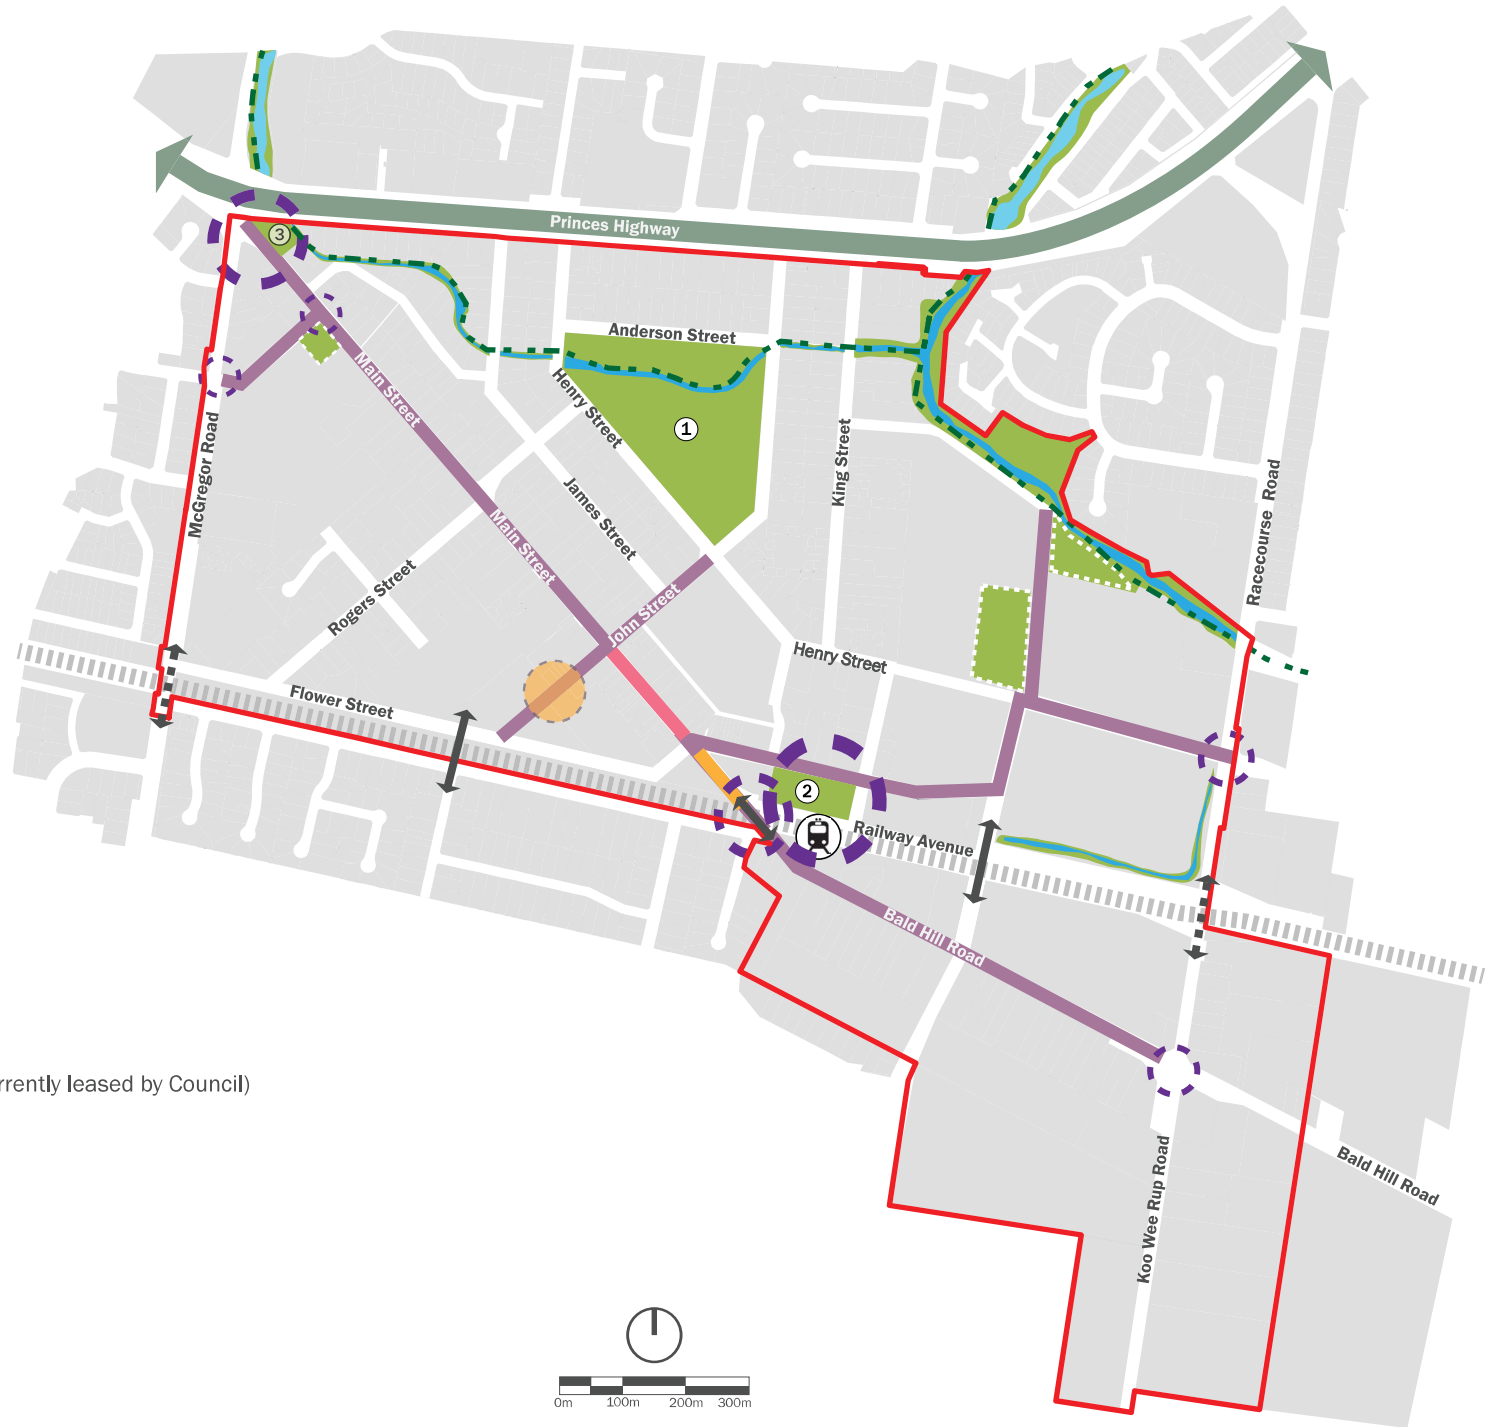 Princes Highway
3
Anderson Street
Main Street
Henry Street
1
McGregor Road
King Street
Racecourse Road
James Street
Main Street
Rogers Street
John Street
Henry Street
Flower Street
2
Railway Avenue
Bald Hill Road
rrently leased by Council)
Koo Wee Rup Road
Bald Hill Road
0m 100m 200m 300m